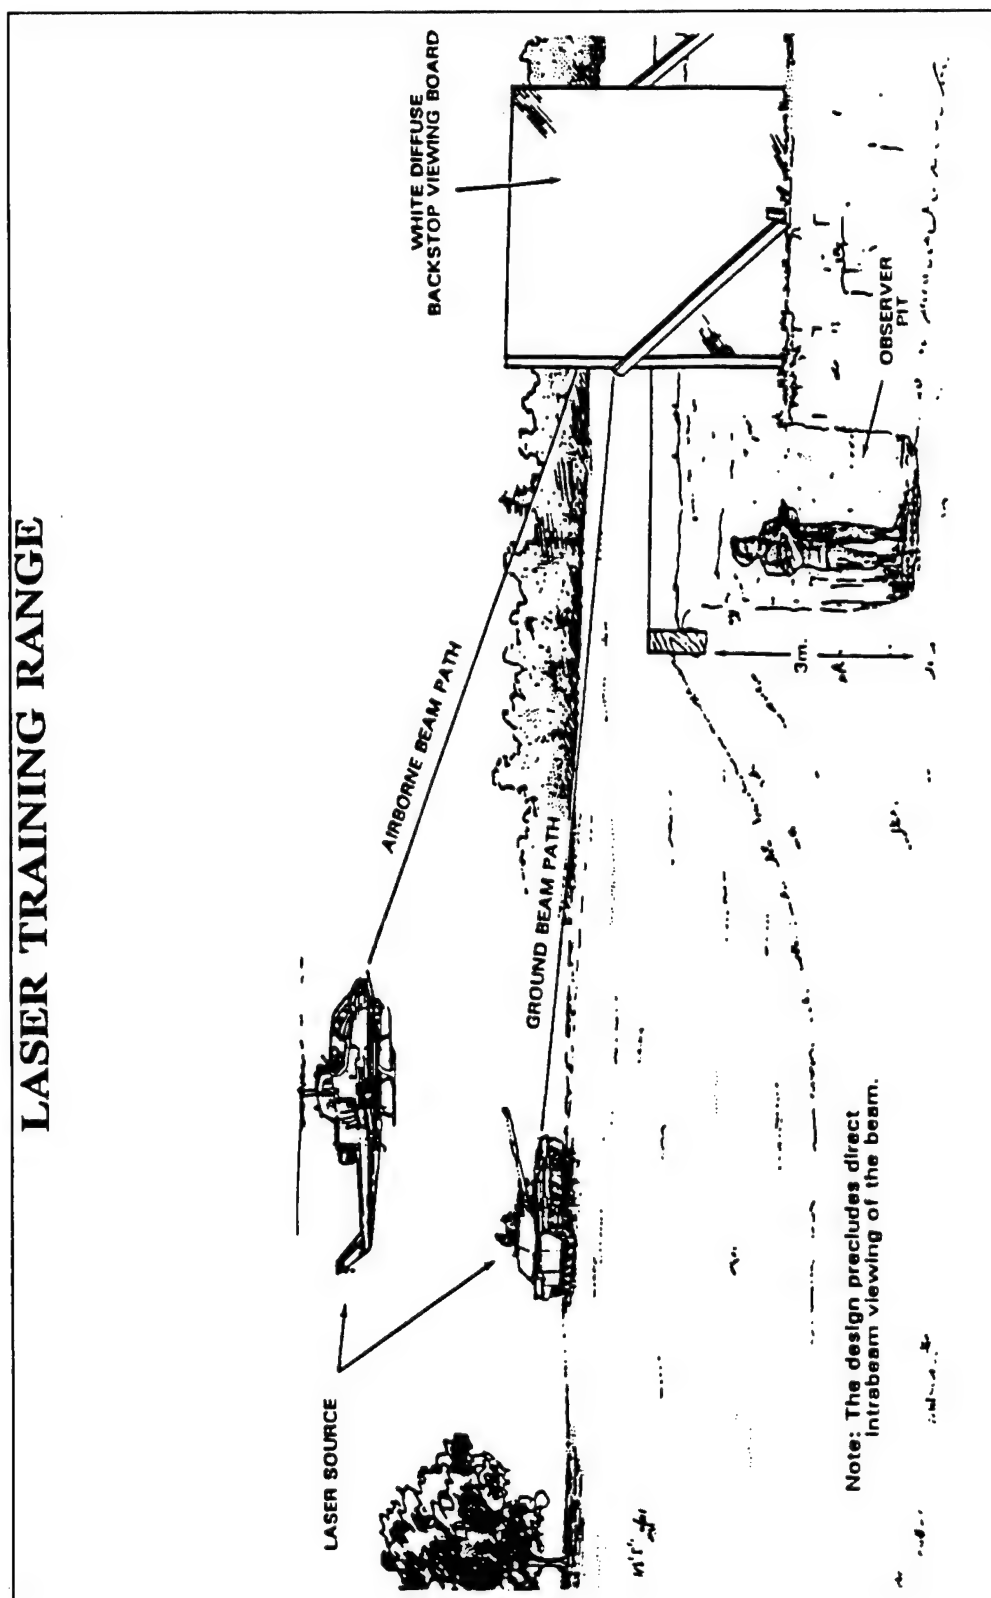 LASER TRAINING RANGE
WHITE DIFFUSE
BACKSTOP VIEWING BOARD
AIRBORNE BEAM PATH
LASER SOURCE
GROUND BEAM PATH
OBSERVER
PIT
3m.
Note: The design precludes direct
intrabeam viewing of the beam.